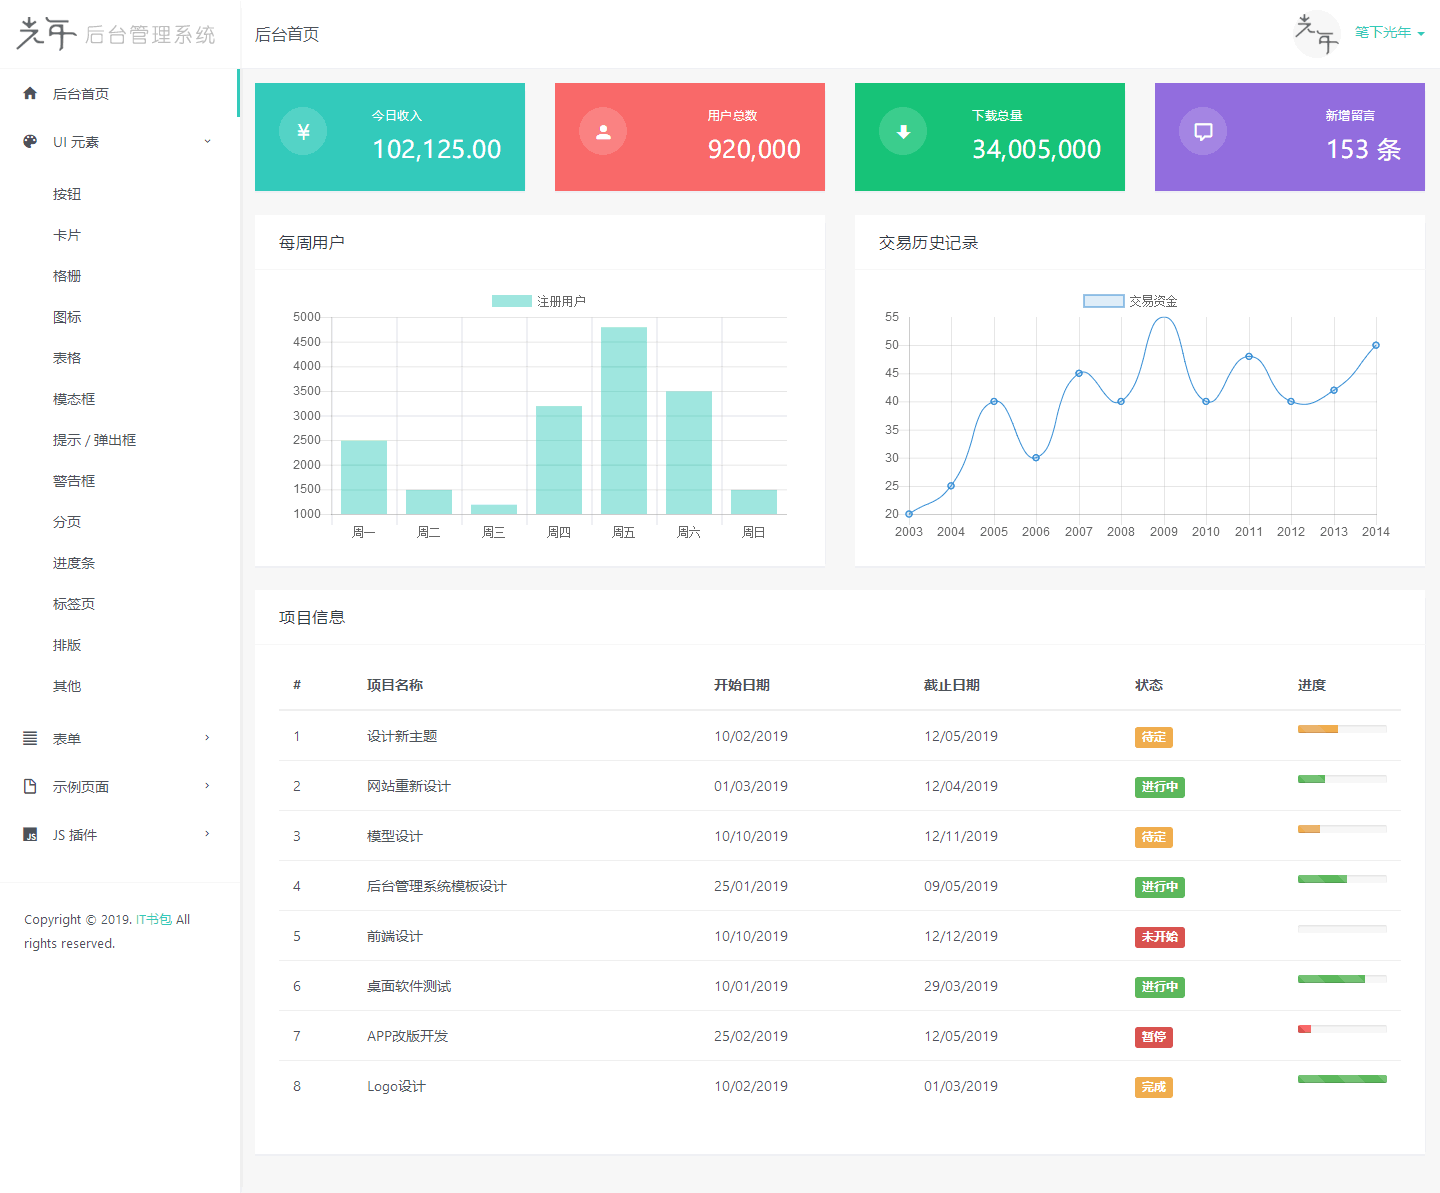 光年 后台管理系统
后台首页
光年
笔下光年
后台首页
UI 元素
按钮
卡片
格栅
图标
表格
模态框
提示 / 弹出框
警告框
分页
进度条
标签页
排版
其他
表单
示例页面
JS 插件
Copyright © 2019. IT书包 All
rights reserved.
¥
今日收入
102,125.00
用户总数
920,000
下载总量
34,005,000
新增留言
153 条
每周用户
注册用户
5000
4500
4000
3500
3000
2500
2000
1500
1000
周一 周二 周三 周四 周五 周六 周日
交易历史记录
交易资金
55
50
45
40
35
30
25
20
2003 2004 2005 2006 2007 2008 2009 2010 2011 2012 2013 2014
项目信息
# 项目名称 开始日期 截止日期 状态 进度
1 设计新主题 10/02/2019 12/05/2019 待定
2 网站重新设计 01/03/2019 12/04/2019 进行中
3 模型设计 10/10/2019 12/11/2019 待定
4 后台管理系统模板设计 25/01/2019 09/05/2019 进行中
5 前端设计 10/10/2019 12/12/2019 未开始
6 桌面软件测试 10/01/2019 29/03/2019 进行中
7 APP改版开发 25/02/2019 12/05/2019 暂停
8 Logo设计 10/02/2019 01/03/2019 完成